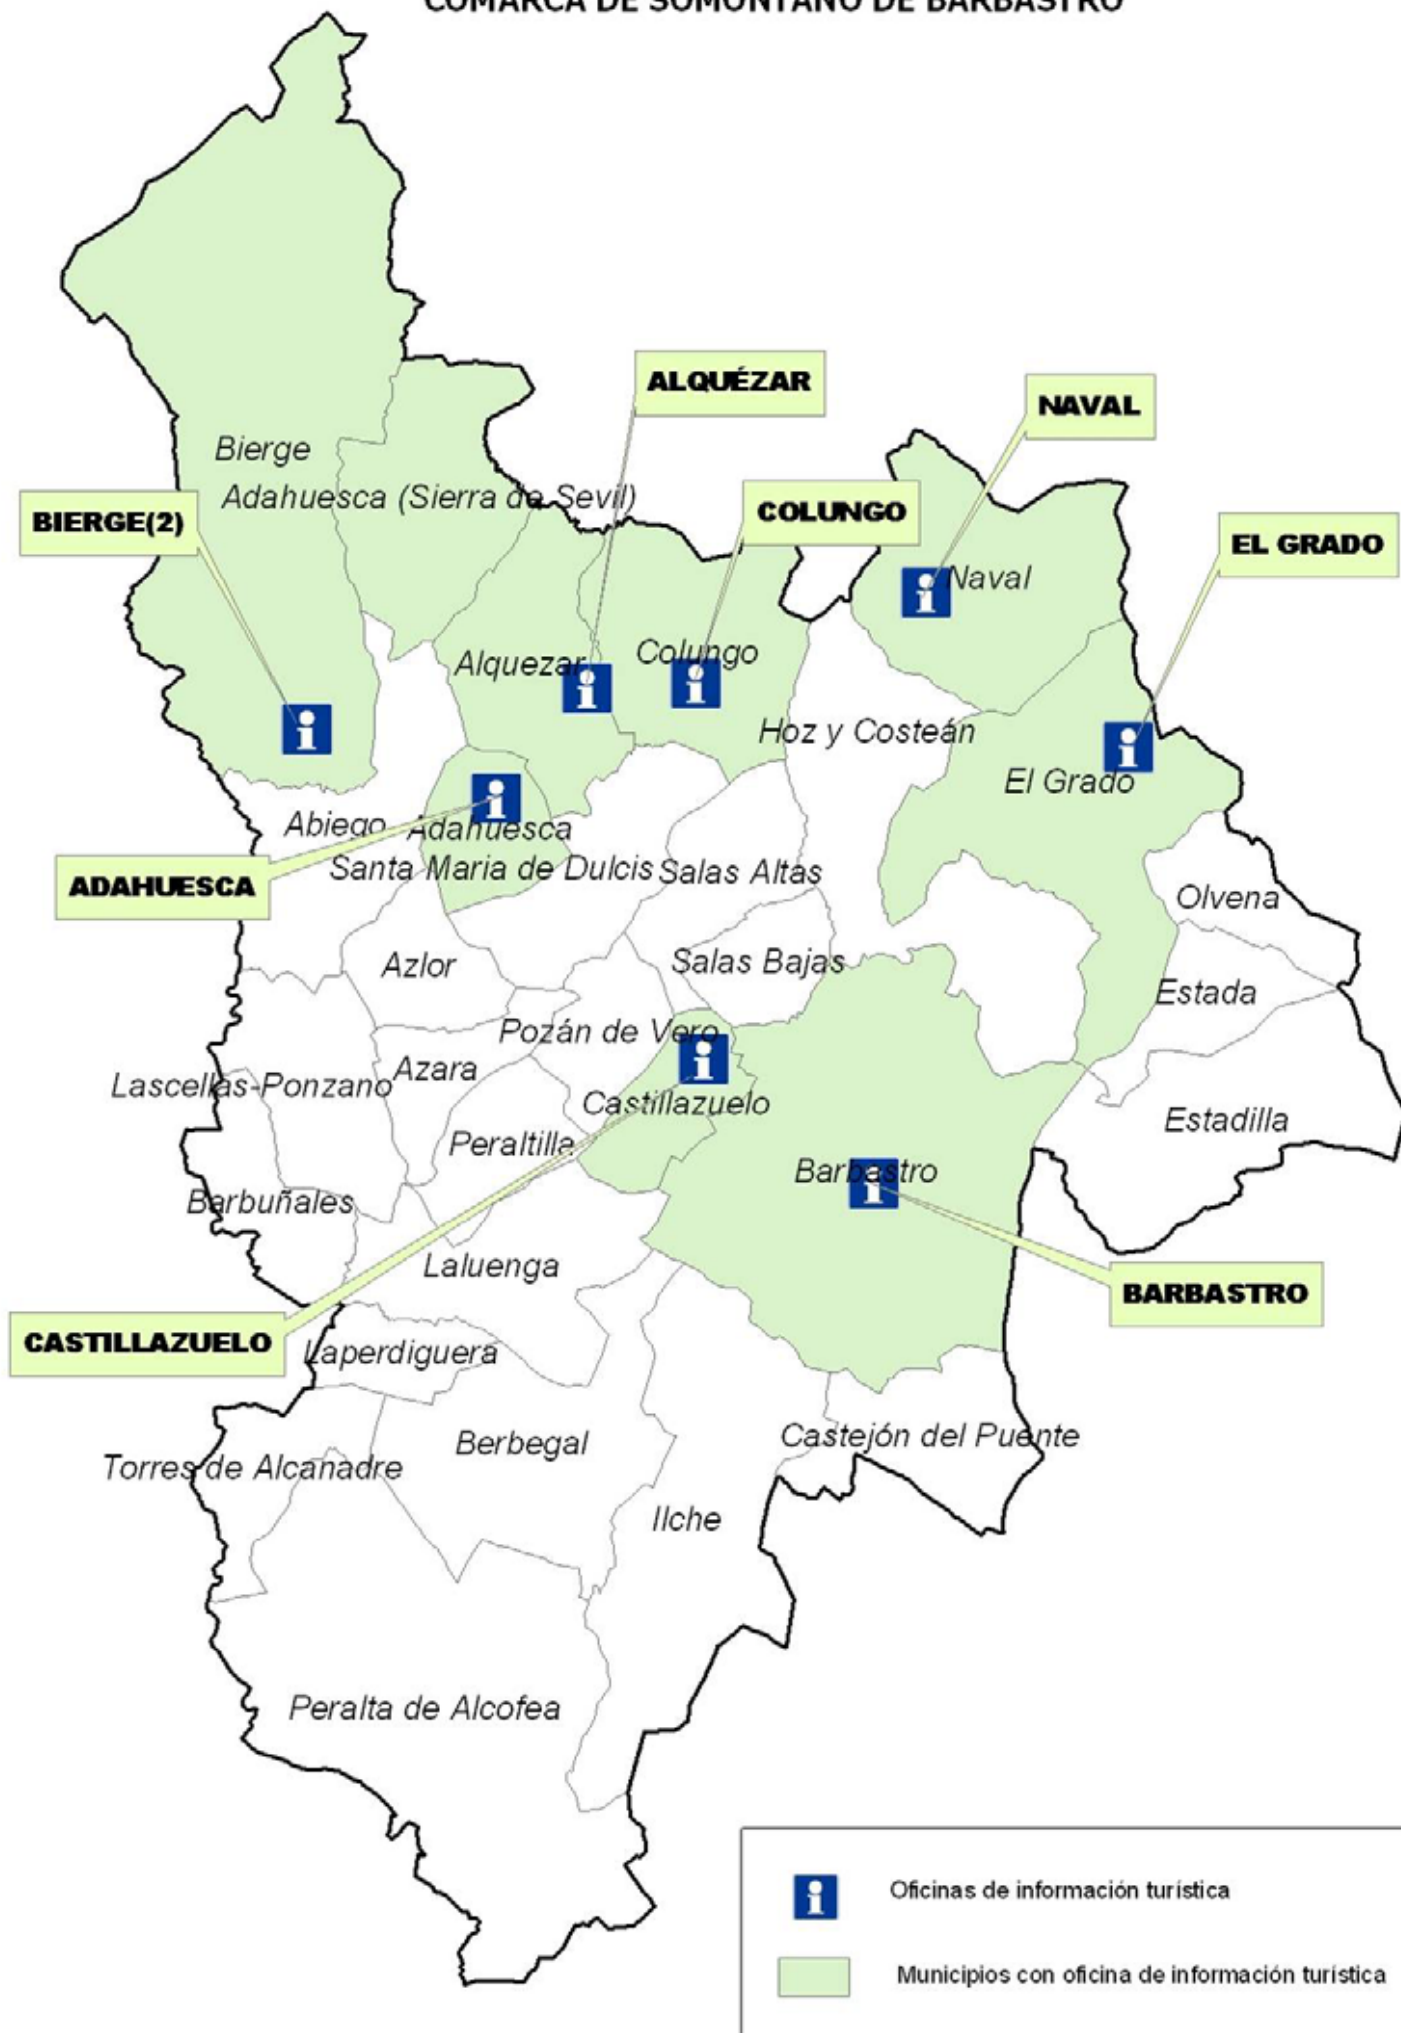 COMARCA DE SOMONTANO DE BARBASTRO
ALQUÉZAR
NAVAL
Bierge
Adahuesca (Sierra de Sevil)
BIERGE(2)
COLUNGO
EL GRADO
Naval
Alquezar
Colungo
Hoz y Costeán
El Grado
Abiego
Adahuesca
Santa Maria de Dulcis
Salas Altas
ADAHUESCA
Olvena
Azlor
Salas Bajas
Estada
Pozán de Vero
Lascellas-Ponzano
Azara
Castillazuelo
Estadilla
Peraltilla
Barbastro
Barbuñales
Laluenga
BARBASTRO
CASTILLAZUELO
Laperdiguera
Castejón del Puente
Berbegal
Torres de Alcanadre
Ilche
Peralta de Alcofea
Oficinas de información turística
Municipios con oficina de información turística